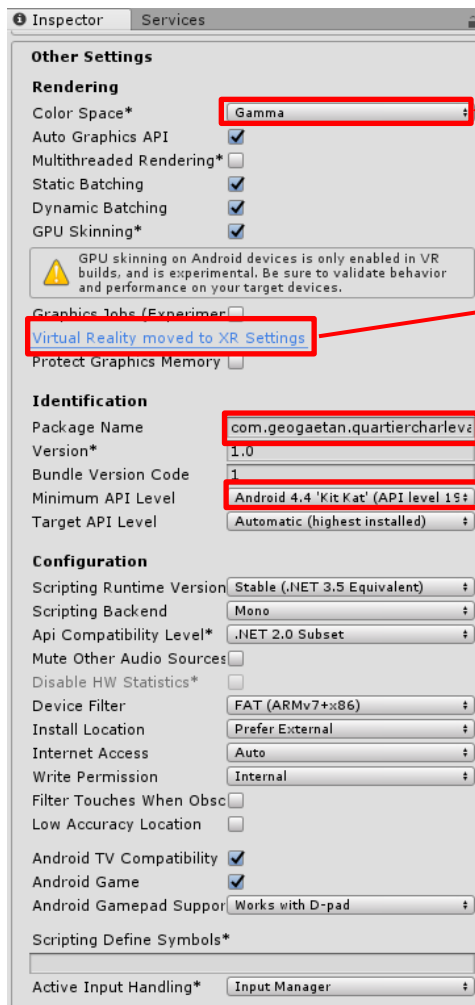 Inspector Services
Other Settings
Rendering
Color Space* Gamma
Auto Graphics API
Multithreaded Rendering*
Static Batching
Dynamic Batching
GPU Skinning*
GPU skinning on Android devices is only enabled in VR
builds, and is experimental. Be sure to validate behavior
and performance on your target devices.
Graphics Jobs (Experimen
Virtual Reality moved to XR Settings
Protect Graphics Memory
Identification
Package Name com.geogaetan.quartiercharleva
Version* 1.0
Bundle Version Code 1
Minimum API Level Android 4.4 'Kit Kat' (API level 19
Target API Level Automatic (highest installed)
Configuration
Scripting Runtime Version Stable (.NET 3.5 Equivalent)
Scripting Backend Mono
Api Compatibility Level* .NET 2.0 Subset
Mute Other Audio Sources
Disable HW Statistics*
Device Filter FAT (ARMv7+x86)
Install Location Prefer External
Internet Access Auto
Write Permission Internal
Filter Touches When Obsc
Low Accuracy Location
Android TV Compatibility
Android Game
Android Gamepad Suppor Works with D-pad
Scripting Define Symbols*
Active Input Handling* Input Manager